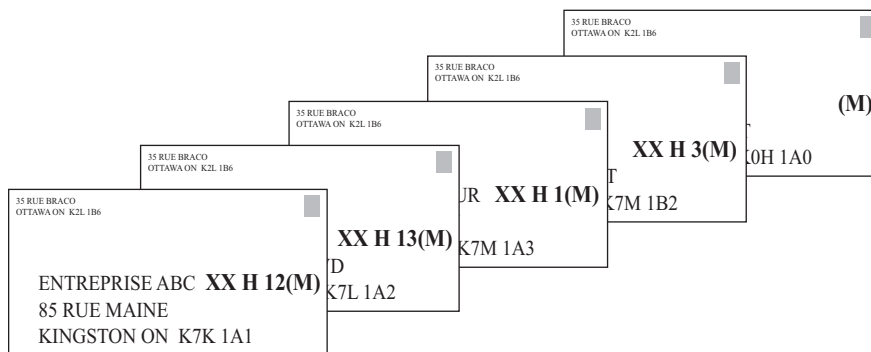 35 RUE BRACO
OTTAWA ON K2L 1B6
(M)
K0H 1A0
35 RUE BRACO
OTTAWA ON K2L 1B6
XX H 3(M)
T
K7M 1B2
35 RUE BRACO
OTTAWA ON K2L 1B6
UR XX H 1(M)
K7M 1A3
35 RUE BRACO
OTTAWA ON K2L 1B6
XX H 13(M)
D
K7L 1A2
35 RUE BRACO
OTTAWA ON K2L 1B6
ENTREPRISE ABC XX H 12(M)
85 RUE MAINE
KINGSTON ON K7K 1A1